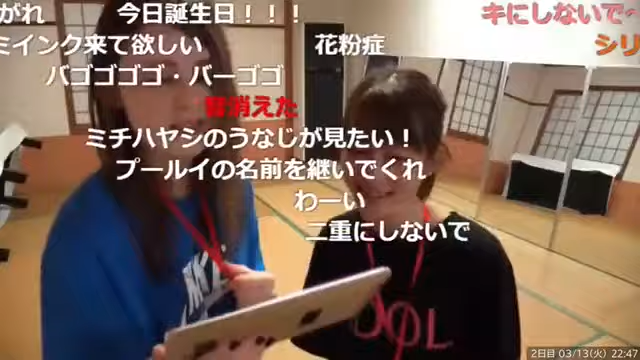 がれ
今日誕生日！！！
キにしないでっ
ミインク来て欲しい
花粉症
シリ
バゴゴゴゴ・バーゴゴ
音消えた
ミチハヤシのうなじが見たい！
プールイの名前を継いでくれ
わーい
二重にしないで
2日目 03/13(火) 22:47